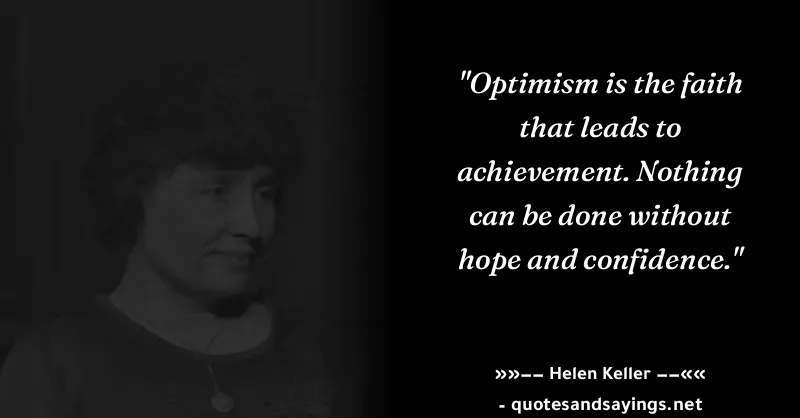 "Optimism is the faith
that leads to
achievement. Nothing
can be done without
hope and confidence."
»»−− Helen Keller −−««
- quotesandsayings.net